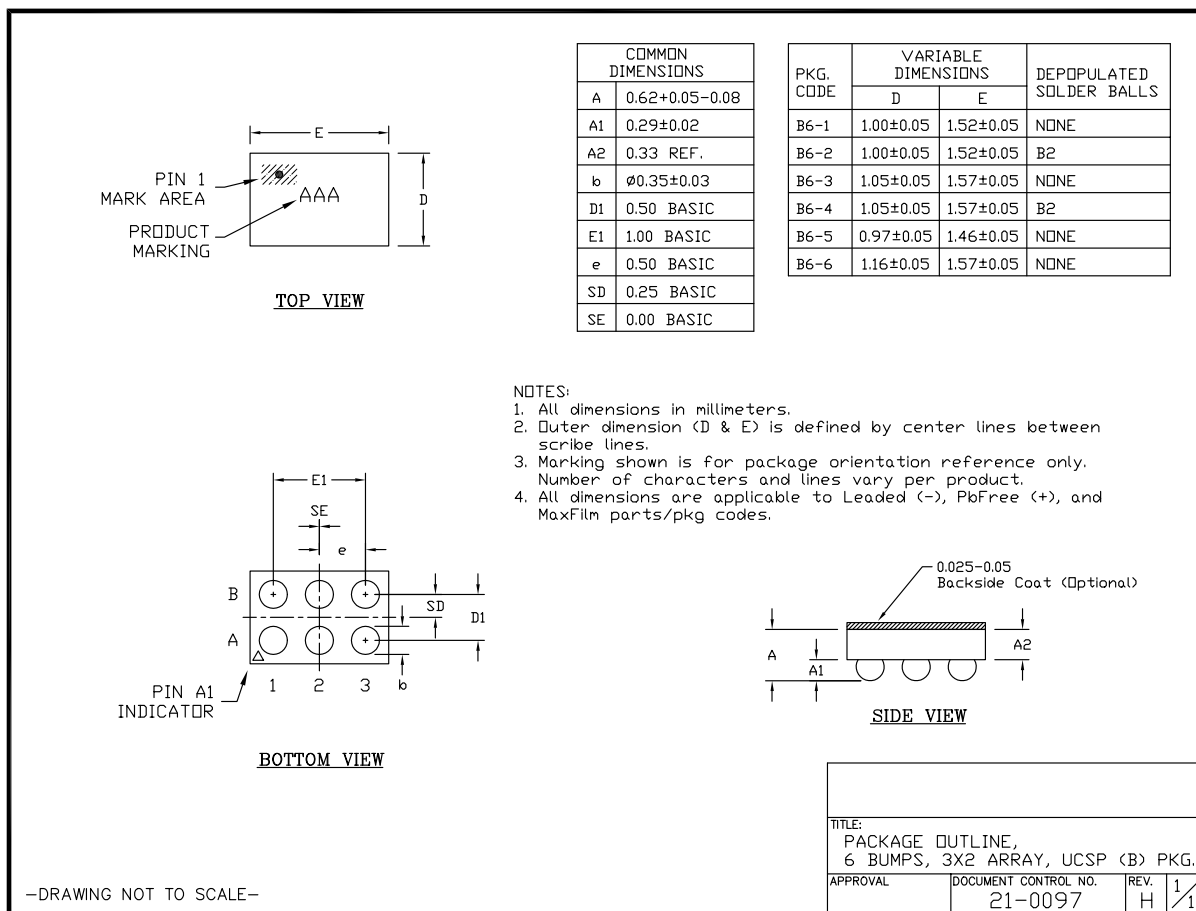 E
D
PIN 1
MARK AREA
AAA
PRODUCT
MARKING
TOP VIEW
COMMON
DIMENSIONS
A 0.62+0.05-0.08
A1 0.29±0.02
A2 0.33 REF.
b ø0.35±0.03
D1 0.50 BASIC
E1 1.00 BASIC
e 0.50 BASIC
SD 0.25 BASIC
SE 0.00 BASIC
PKG.
CODE
VARIABLE
DIMENSIONS
D E
DEPOPULATED
SOLDER BALLS
B6-1 1.00±0.05 1.52±0.05 NONE
B6-2 1.00±0.05 1.52±0.05 B2
B6-3 1.05±0.05 1.57±0.05 NONE
B6-4 1.05±0.05 1.57±0.05 B2
B6-5 0.97±0.05 1.46±0.05 NONE
B6-6 1.16±0.05 1.57±0.05 NONE
NOTES:
1. All dimensions in millimeters.
2. Outer dimension (D & E) is defined by center lines between
scribe lines.
3. Marking shown is for package orientation reference only.
Number of characters and lines vary per product.
4. All dimensions are applicable to Leaded (-), PbFree (+), and
MaxFilm parts/pkg codes.
E1
SE
e
B
SD
D1
A
1 2 3 b
PIN A1
INDICATOR
BOTTOM VIEW
0.025-0.05
Backside Coat (Optional)
A
A1
A2
SIDE VIEW
TITLE:
PACKAGE OUTLINE,
6 BUMPS, 3X2 ARRAY, UCSP (B) PKG.
APPROVAL
DOCUMENT CONTROL NO.
21-0097
REV.
H
1/1
-DRAWING NOT TO SCALE-